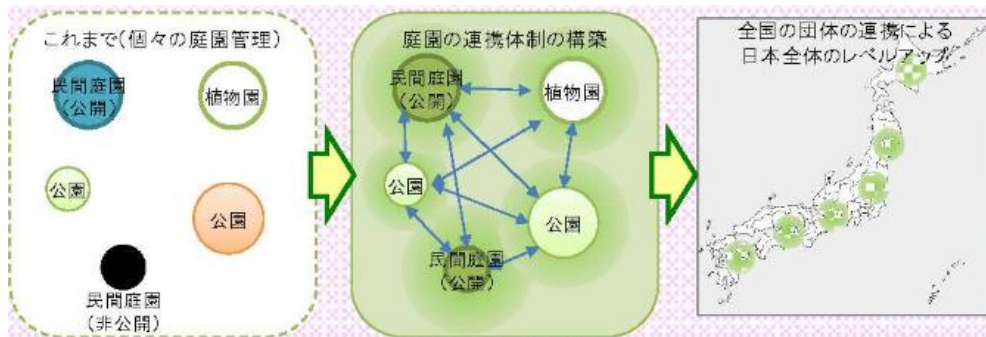 これまで(個々の庭園管理)
民間庭園
(公開)
植物園
公園
公園
民間庭園
(非公開)
庭園の連携体制の構築
民間庭園
(公開)
植物園
公園
公園
民間庭園
(公開)
全国の団体の連携による
日本全体のレベルアップ